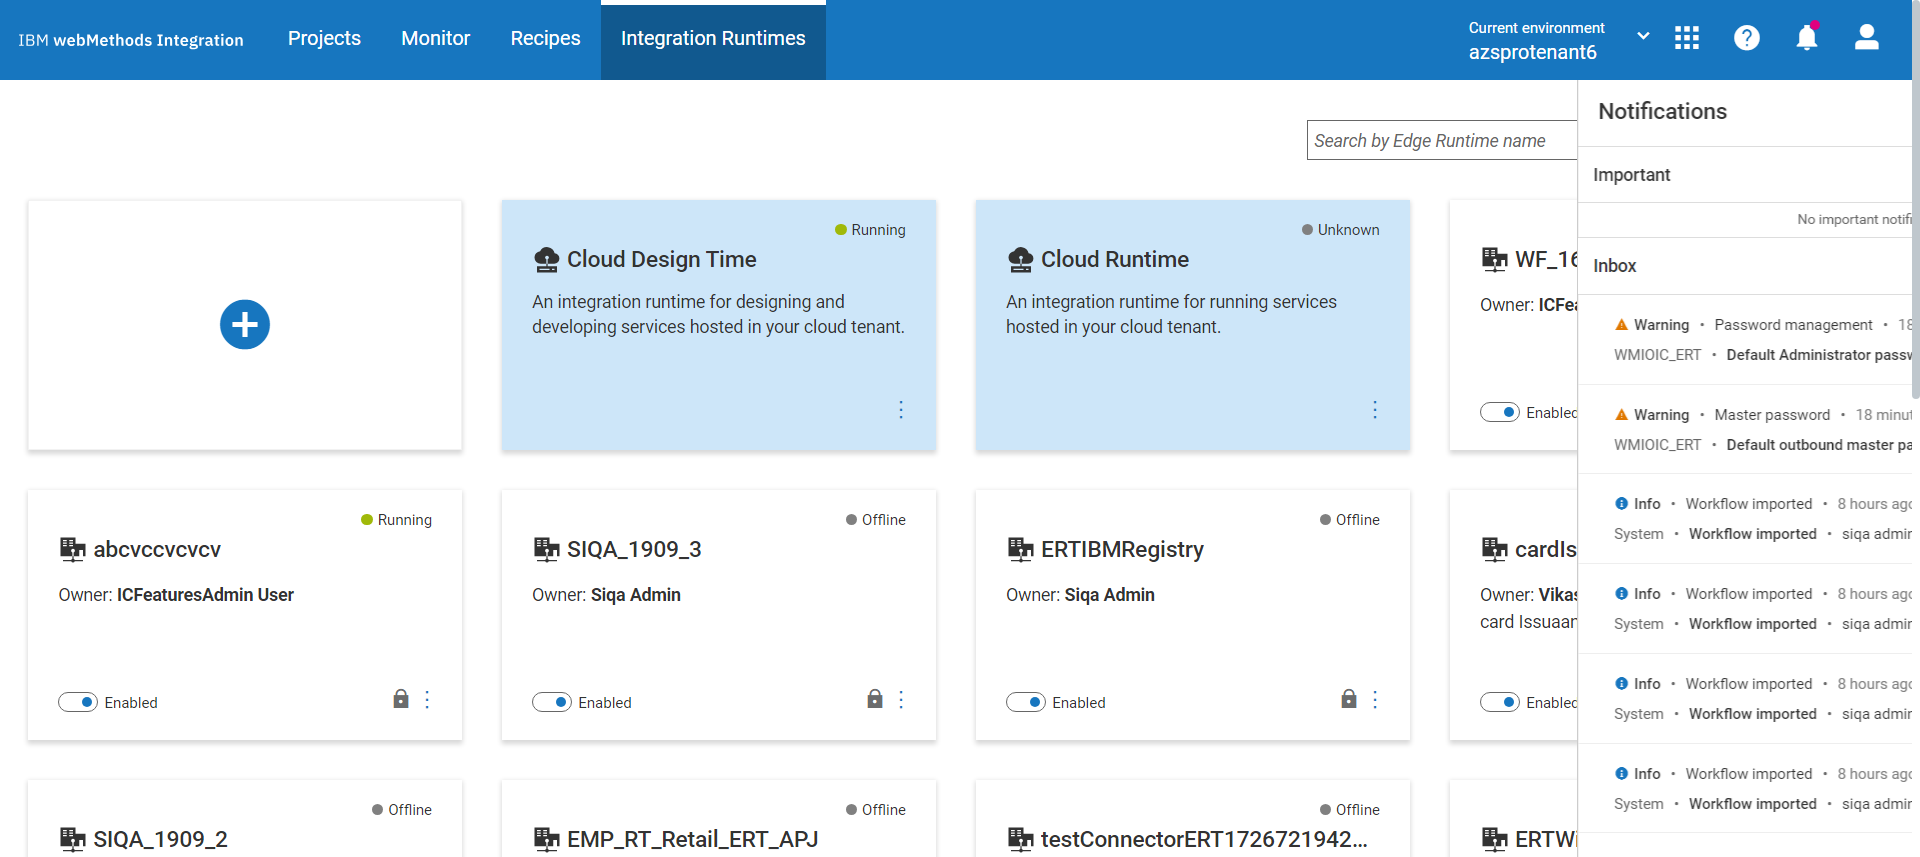 IBM webMethods Integration
Projects
Monitor
Recipes
Integration Runtimes
Current environment
azsprotenant6
Search by Edge Runtime name
Running
Cloud Design Time
An integration runtime for designing and
developing services hosted in your cloud tenant.
Unknown
Cloud Runtime
An integration runtime for running services
hosted in your cloud tenant.
WF_16
Owner: ICFea
Enabled
Running
abcvccvcvcv
Owner: ICFeaturesAdmin User
Enabled
Offline
SIQA_1909_3
Owner: Siqa Admin
Enabled
Offline
ERTIBMRegistry
Owner: Siqa Admin
Enabled
cardIs
Owner: Vikas
card Issuaan
Enabled
Offline
SIQA_1909_2
Offline
EMP_RT_Retail_ERT_APJ
Offline
testConnectorERT1726721942...
ERTWi
Notifications
Important
No important notifi
Inbox
Warning • Password management • 18
WMIOIC_ERT • Default Administrator passw
Warning • Master password • 18 minut
WMIOIC_ERT • Default outbound master pa
Info • Workflow imported • 8 hours ago
System • Workflow imported • siqa admin
Info • Workflow imported • 8 hours ago
System • Workflow imported • siqa admin
Info • Workflow imported • 8 hours ago
System • Workflow imported • siqa admin
Info • Workflow imported • 8 hours ago
System • Workflow imported • siqa admin